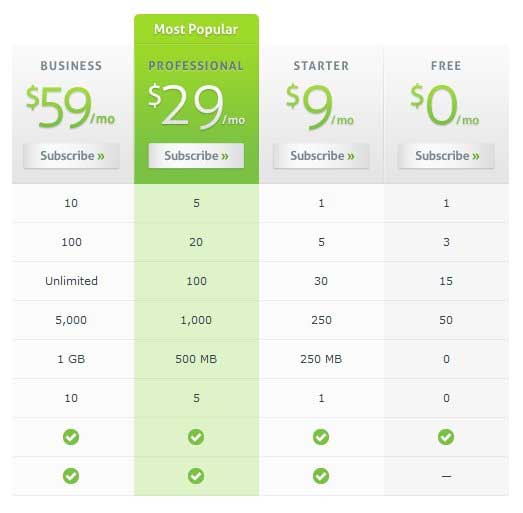 Most Popular
BUSINESS PROFESSIONAL STARTER FREE
$59/mo $29/mo $9/mo $0/mo
Subscribe » Subscribe » Subscribe » Subscribe »
10 5 1 1
100 20 5 3
Unlimited 100 30 15
5,000 1,000 250 50
1 GB 500 MB 250 MB 0
10 5 1 0
—